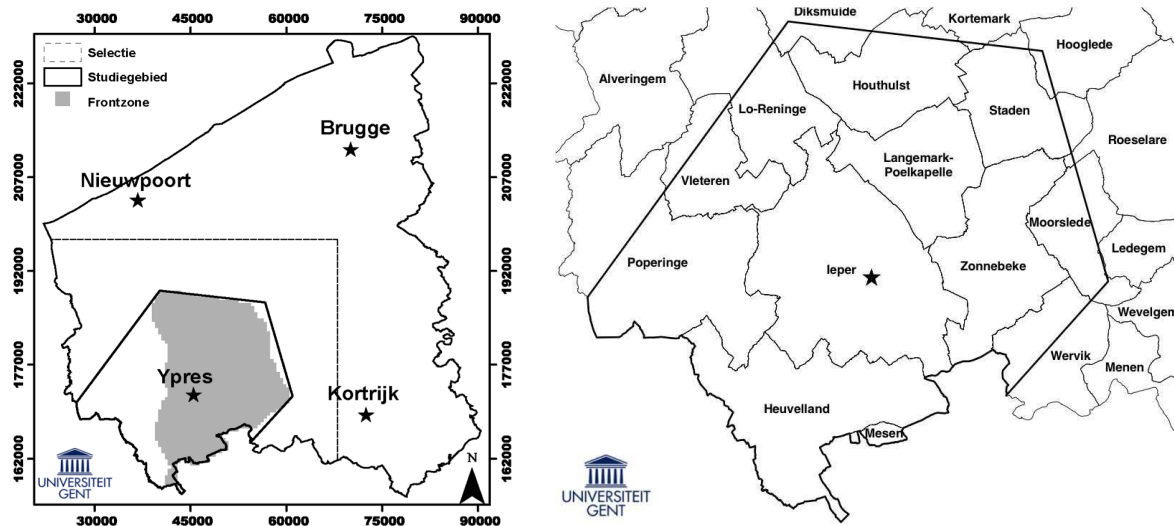 30000 45000 60000 75000 90000
Selectie
Studiegebied
Frontzone
222000
222000
Brugge
207000
207000
Nieuwpoort
192000
192000
177000
177000
Ypres
Kortrijk
162000
162000
N
UNIVERSITEIT
GENT
30000 45000 60000 75000 90000
Diksmuide
Kortemark
Hooglede
Alveringem
Houthulst
Lo-Reninge
Staden
Roeselare
Langemark-
Poelkapelle
Vleteren
Moorslede
Ledegem
Poperinge
Ieper
Zonnebeke
Wevelgem
Wervik
Menen
Heuvelland
Mesen
UNIVERSITEIT
GENT